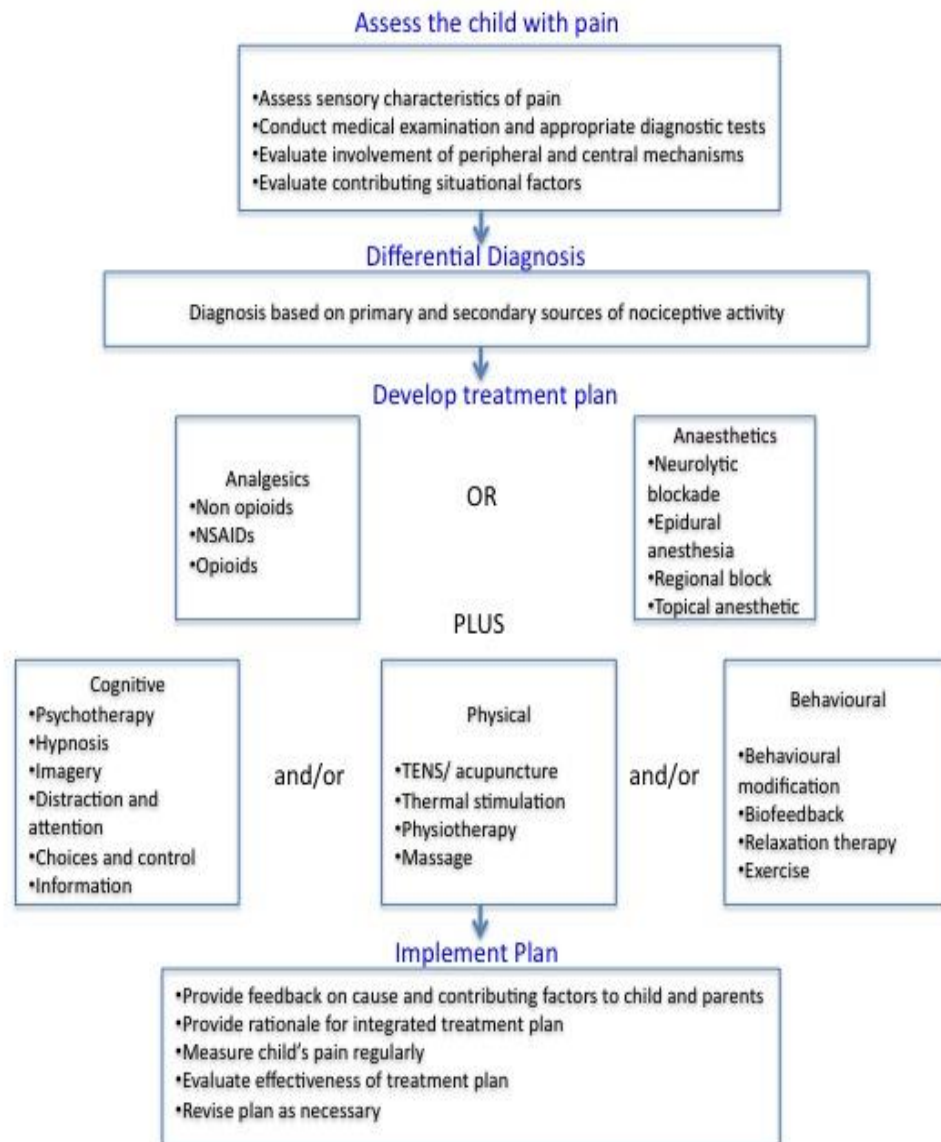 Assess the child with pain
•Assess sensory characteristics of pain
•Conduct medical examination and appropriate diagnostic tests
•Evaluate involvement of peripheral and central mechanisms
•Evaluate contributing situational factors
Differential Diagnosis
Diagnosis based on primary and secondary sources of nociceptive activity
Develop treatment plan
Analgesics
•Non opioids
•NSAIDs
•Opioids
OR
Anaesthetics
•Neurolytic
blockade
•Epidural
anesthesia
•Regional block
•Topical anesthetic
PLUS
Cognitive
•Psychotherapy
•Hypnosis
•Imagery
•Distraction and
attention
•Choices and control
•Information
and/or
Physical
•TENS/ acupuncture
•Thermal stimulation
•Physiotherapy
•Massage
and/or
Behavioural
•Behavioural
modification
•Biofeedback
•Relaxation therapy
•Exercise
Implement Plan
•Provide feedback on cause and contributing factors to child and parents
•Provide rationale for integrated treatment plan
•Measure child's pain regularly
•Evaluate effectiveness of treatment plan
•Revise plan as necessary